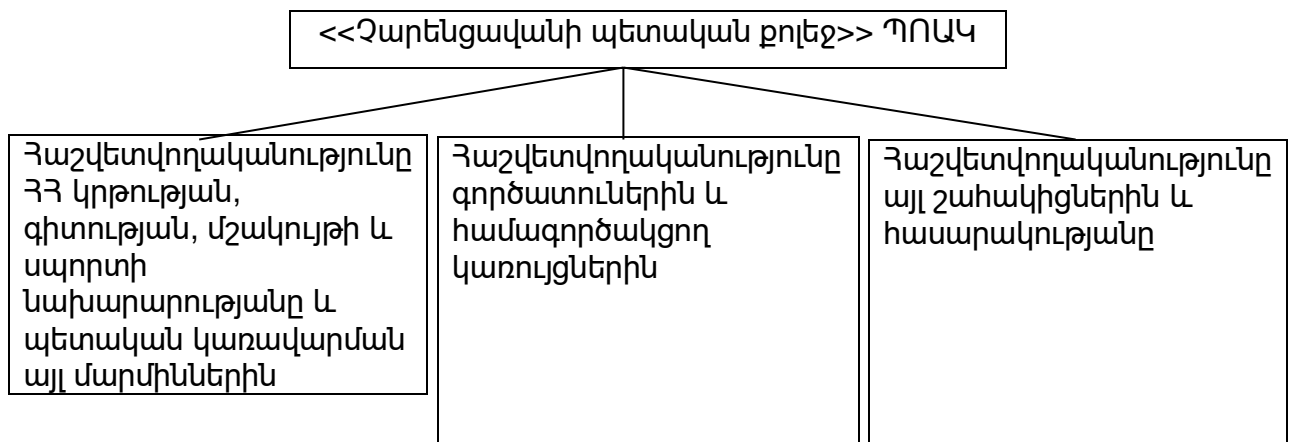 <<Չարենցավանի պետական քոլեջ>> ՊՈԱԿ
Հաշվետվողականությունը
ՀՀ կրթության,
գիտության, մշակույթի և
սպորտի
նախարարությանը և
պետական կառավարման
այլ մարմիններին
Հաշվետվողականությունը
գործատուներին և
համագործակցող
կառույցներին
Հաշվետվողականությունը
այլ շահակիցներին և
հասարակությանը